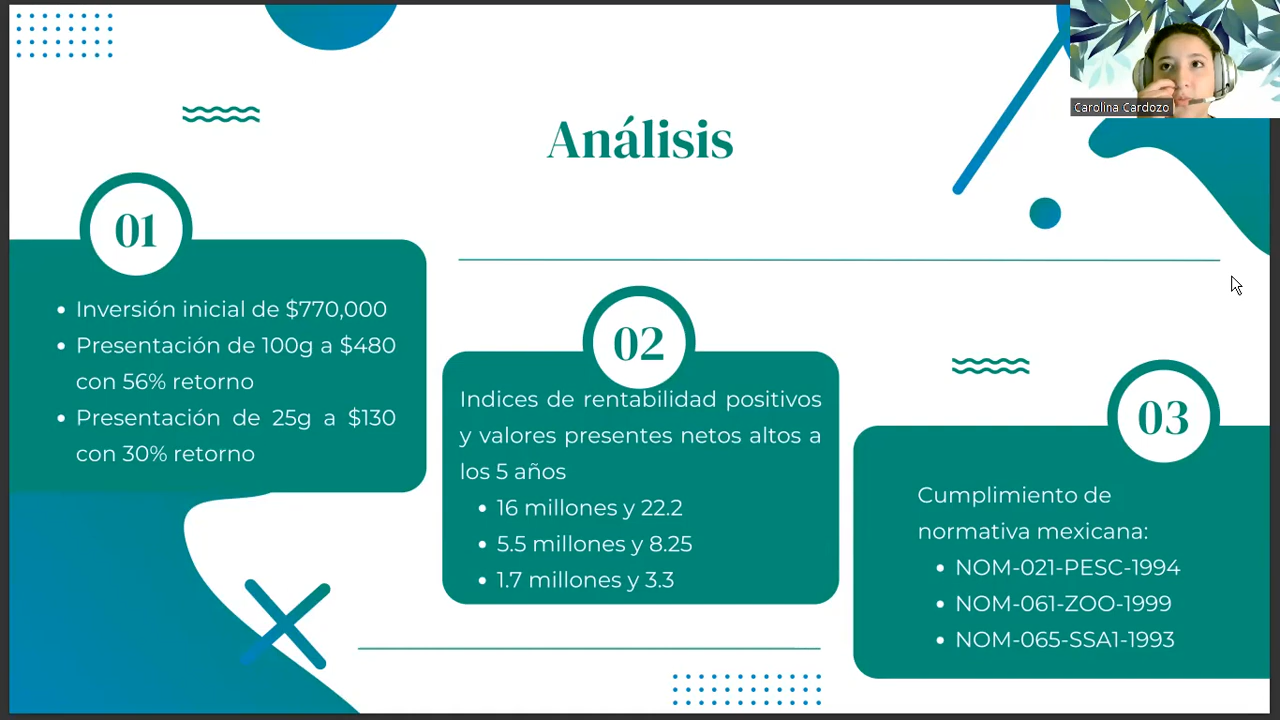 Carolina Cardozo
Análisis
01
Inversión inicial de $770,000
Presentación de 100g a $480
con 56% retorno
Presentación de 25g a $130
con 30% retorno
02
Indices de rentabilidad positivos
y valores presentes netos altos a
los 5 años
16 millones y 22.2
5.5 millones y 8.25
1.7 millones y 3.3
03
Cumplimiento de
normativa mexicana:
NOM-021-PESC-1994
NOM-061-ZOO-1999
NOM-065-SSA1-1993